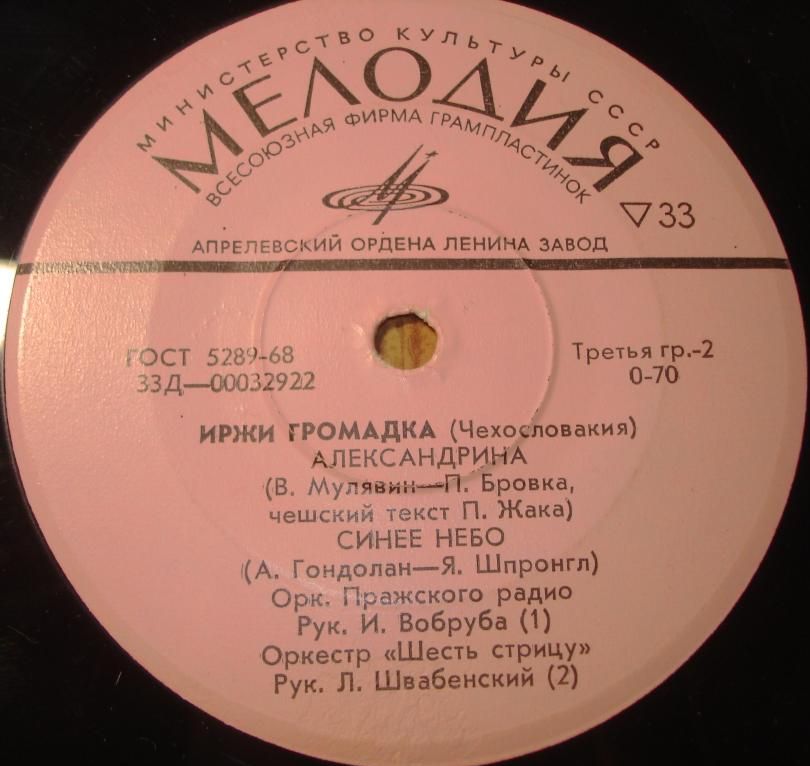 МИНИСТЕРСТВО КУЛЬТУРЫ СССР
МЕЛОДИЯ
ВСЕСОЮЗНАЯ ФИРМА ГРАМПЛАСТИНОК
▽33
АПРЕЛЕВСКИЙ ОРДЕНА ЛЕНИНА ЗАВОД
ГОСТ 5289-68
Третья гр.-2
33Д—00032922
0-70
ИРЖИ ГРОМАДКА (Чехословакия)
АЛЕКСАНДРИНА
(В. Мулявин—П. Бровка,
чешский текст П. Жака)
СИНЕЕ НЕБО
(А. Гондолан—Я. Шпронгл)
Орк. Пражского радио
Рук. И. Вобруба (1)
Оркестр «Шесть стрицу»
Рук. Л. Швабенский (2)